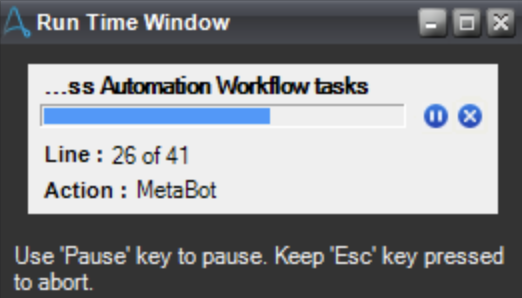 Run Time Window
...ss Automation Workflow tasks
Line : 26 of 41
Action : MetaBot
Use 'Pause' key to pause. Keep 'Esc' key pressed
to abort.